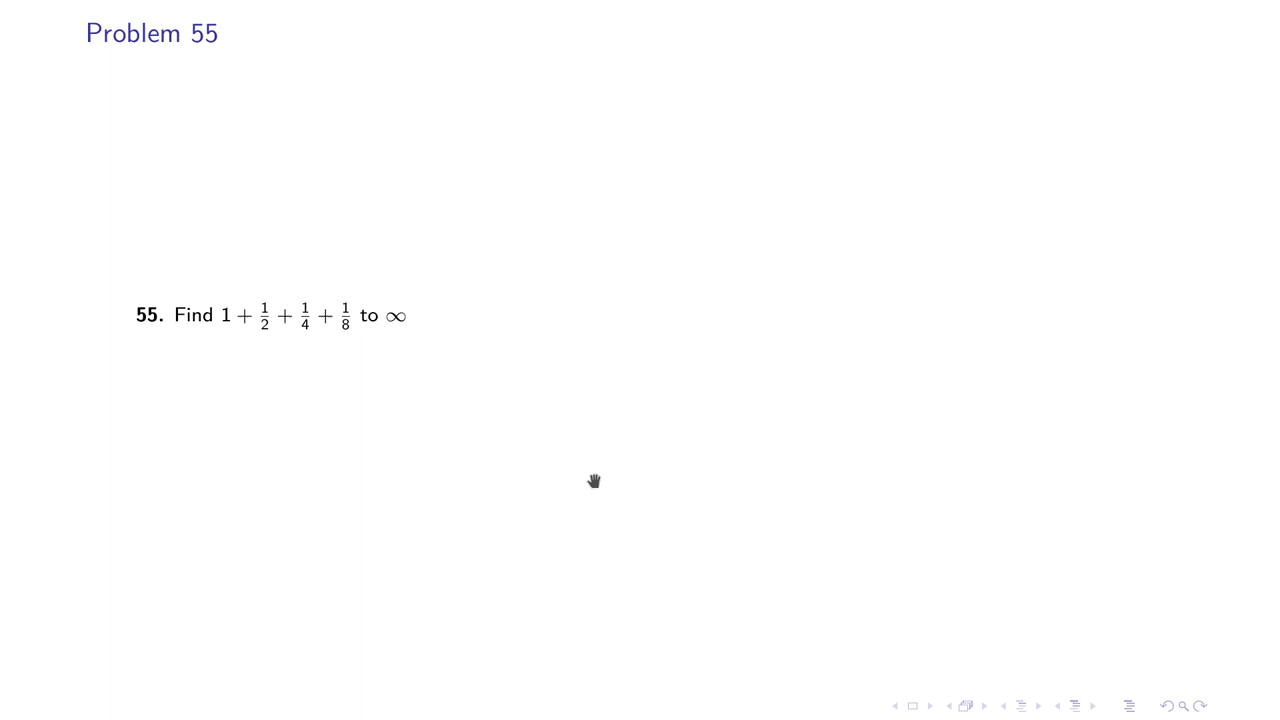 Problem 55
55. Find 1 + 1/2 + 1/4 + 1/8 to ∞